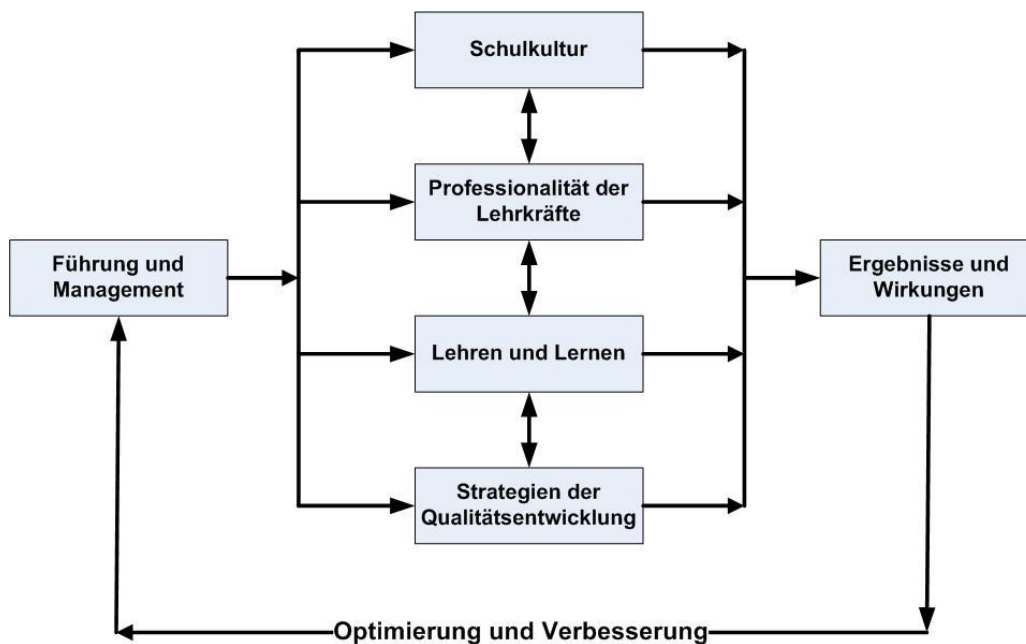 Schulkultur
Professionalität der
Lehrkräfte
Führung und
Management
Ergebnisse und
Wirkungen
Lehren und Lernen
Strategien der
Qualitätsentwicklung
Optimierung und Verbesserung